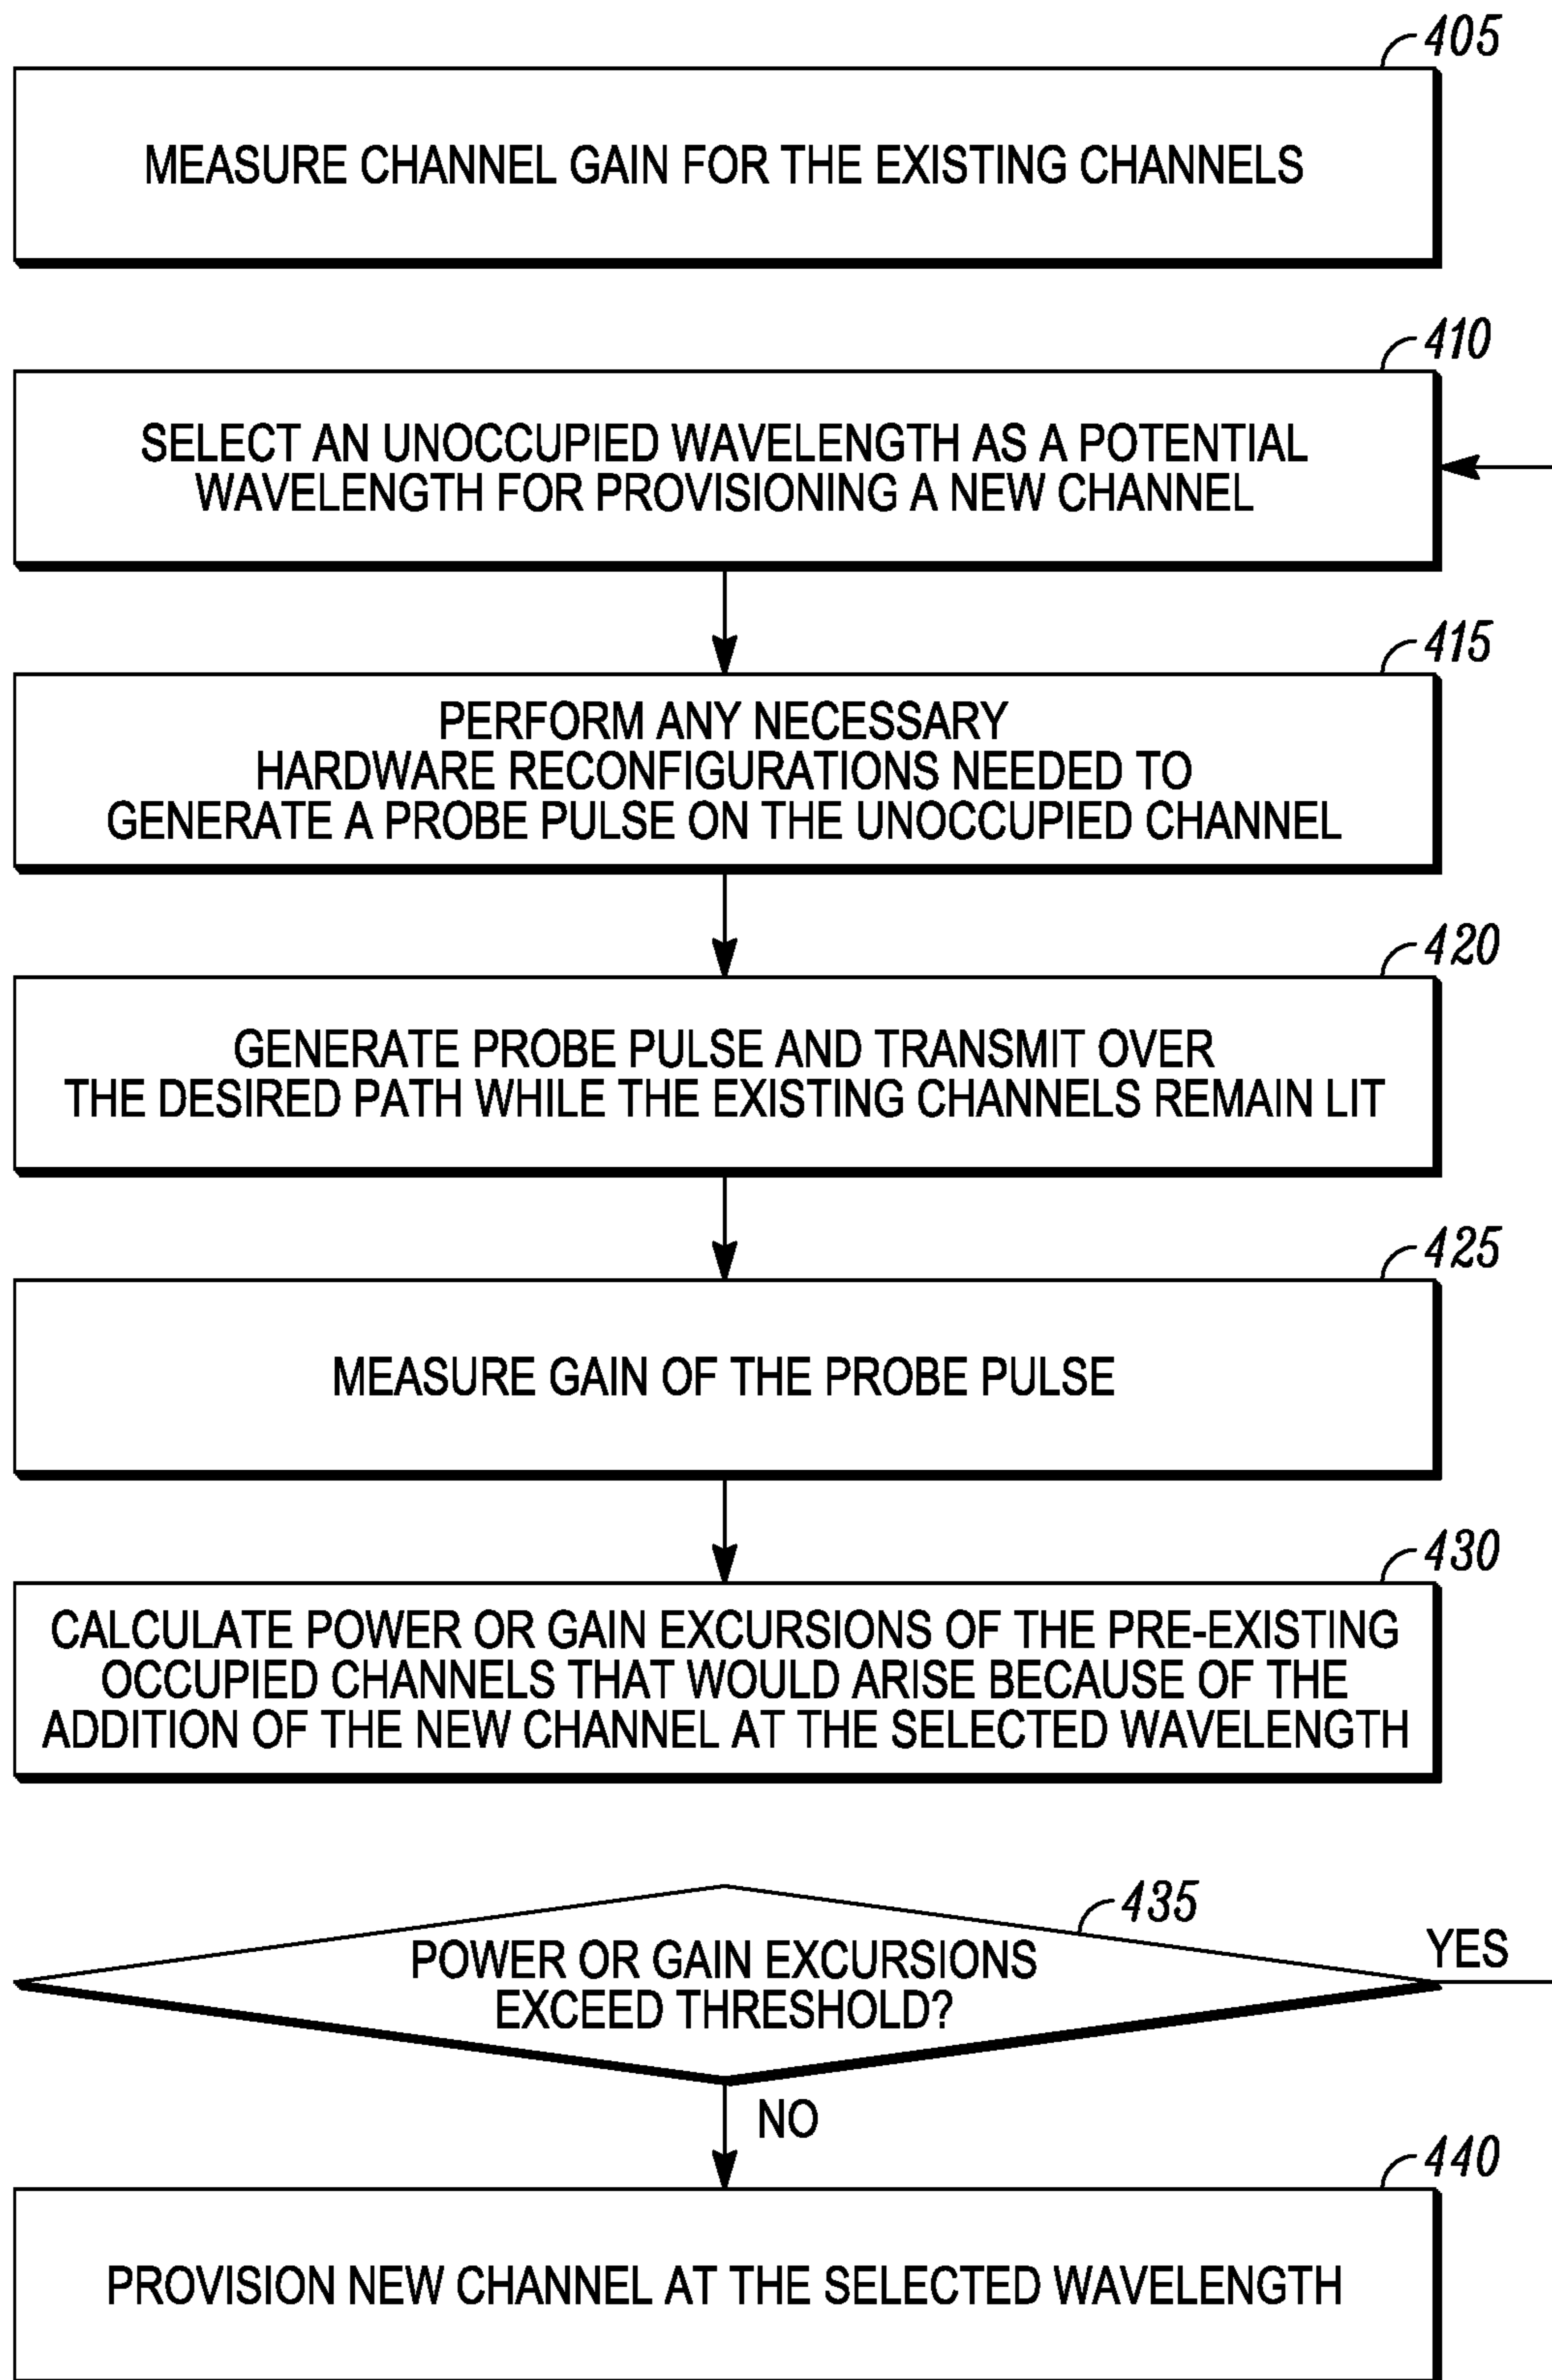 405
MEASURE CHANNEL GAIN FOR THE EXISTING CHANNELS
410
SELECT AN UNOCCUPIED WAVELENGTH AS A POTENTIAL
WAVELENGTH FOR PROVISIONING A NEW CHANNEL
415
PERFORM ANY NECESSARY
HARDWARE RECONFIGURATIONS NEEDED TO
GENERATE A PROBE PULSE ON THE UNOCCUPIED CHANNEL
420
GENERATE PROBE PULSE AND TRANSMIT OVER
THE DESIRED PATH WHILE THE EXISTING CHANNELS REMAIN LIT
425
MEASURE GAIN OF THE PROBE PULSE
430
CALCULATE POWER OR GAIN EXCURSIONS OF THE PRE-EXISTING
OCCUPIED CHANNELS THAT WOULD ARISE BECAUSE OF THE
ADDITION OF THE NEW CHANNEL AT THE SELECTED WAVELENGTH
435
POWER OR GAIN EXCURSIONS
EXCEED THRESHOLD?
YES
NO
440
PROVISION NEW CHANNEL AT THE SELECTED WAVELENGTH